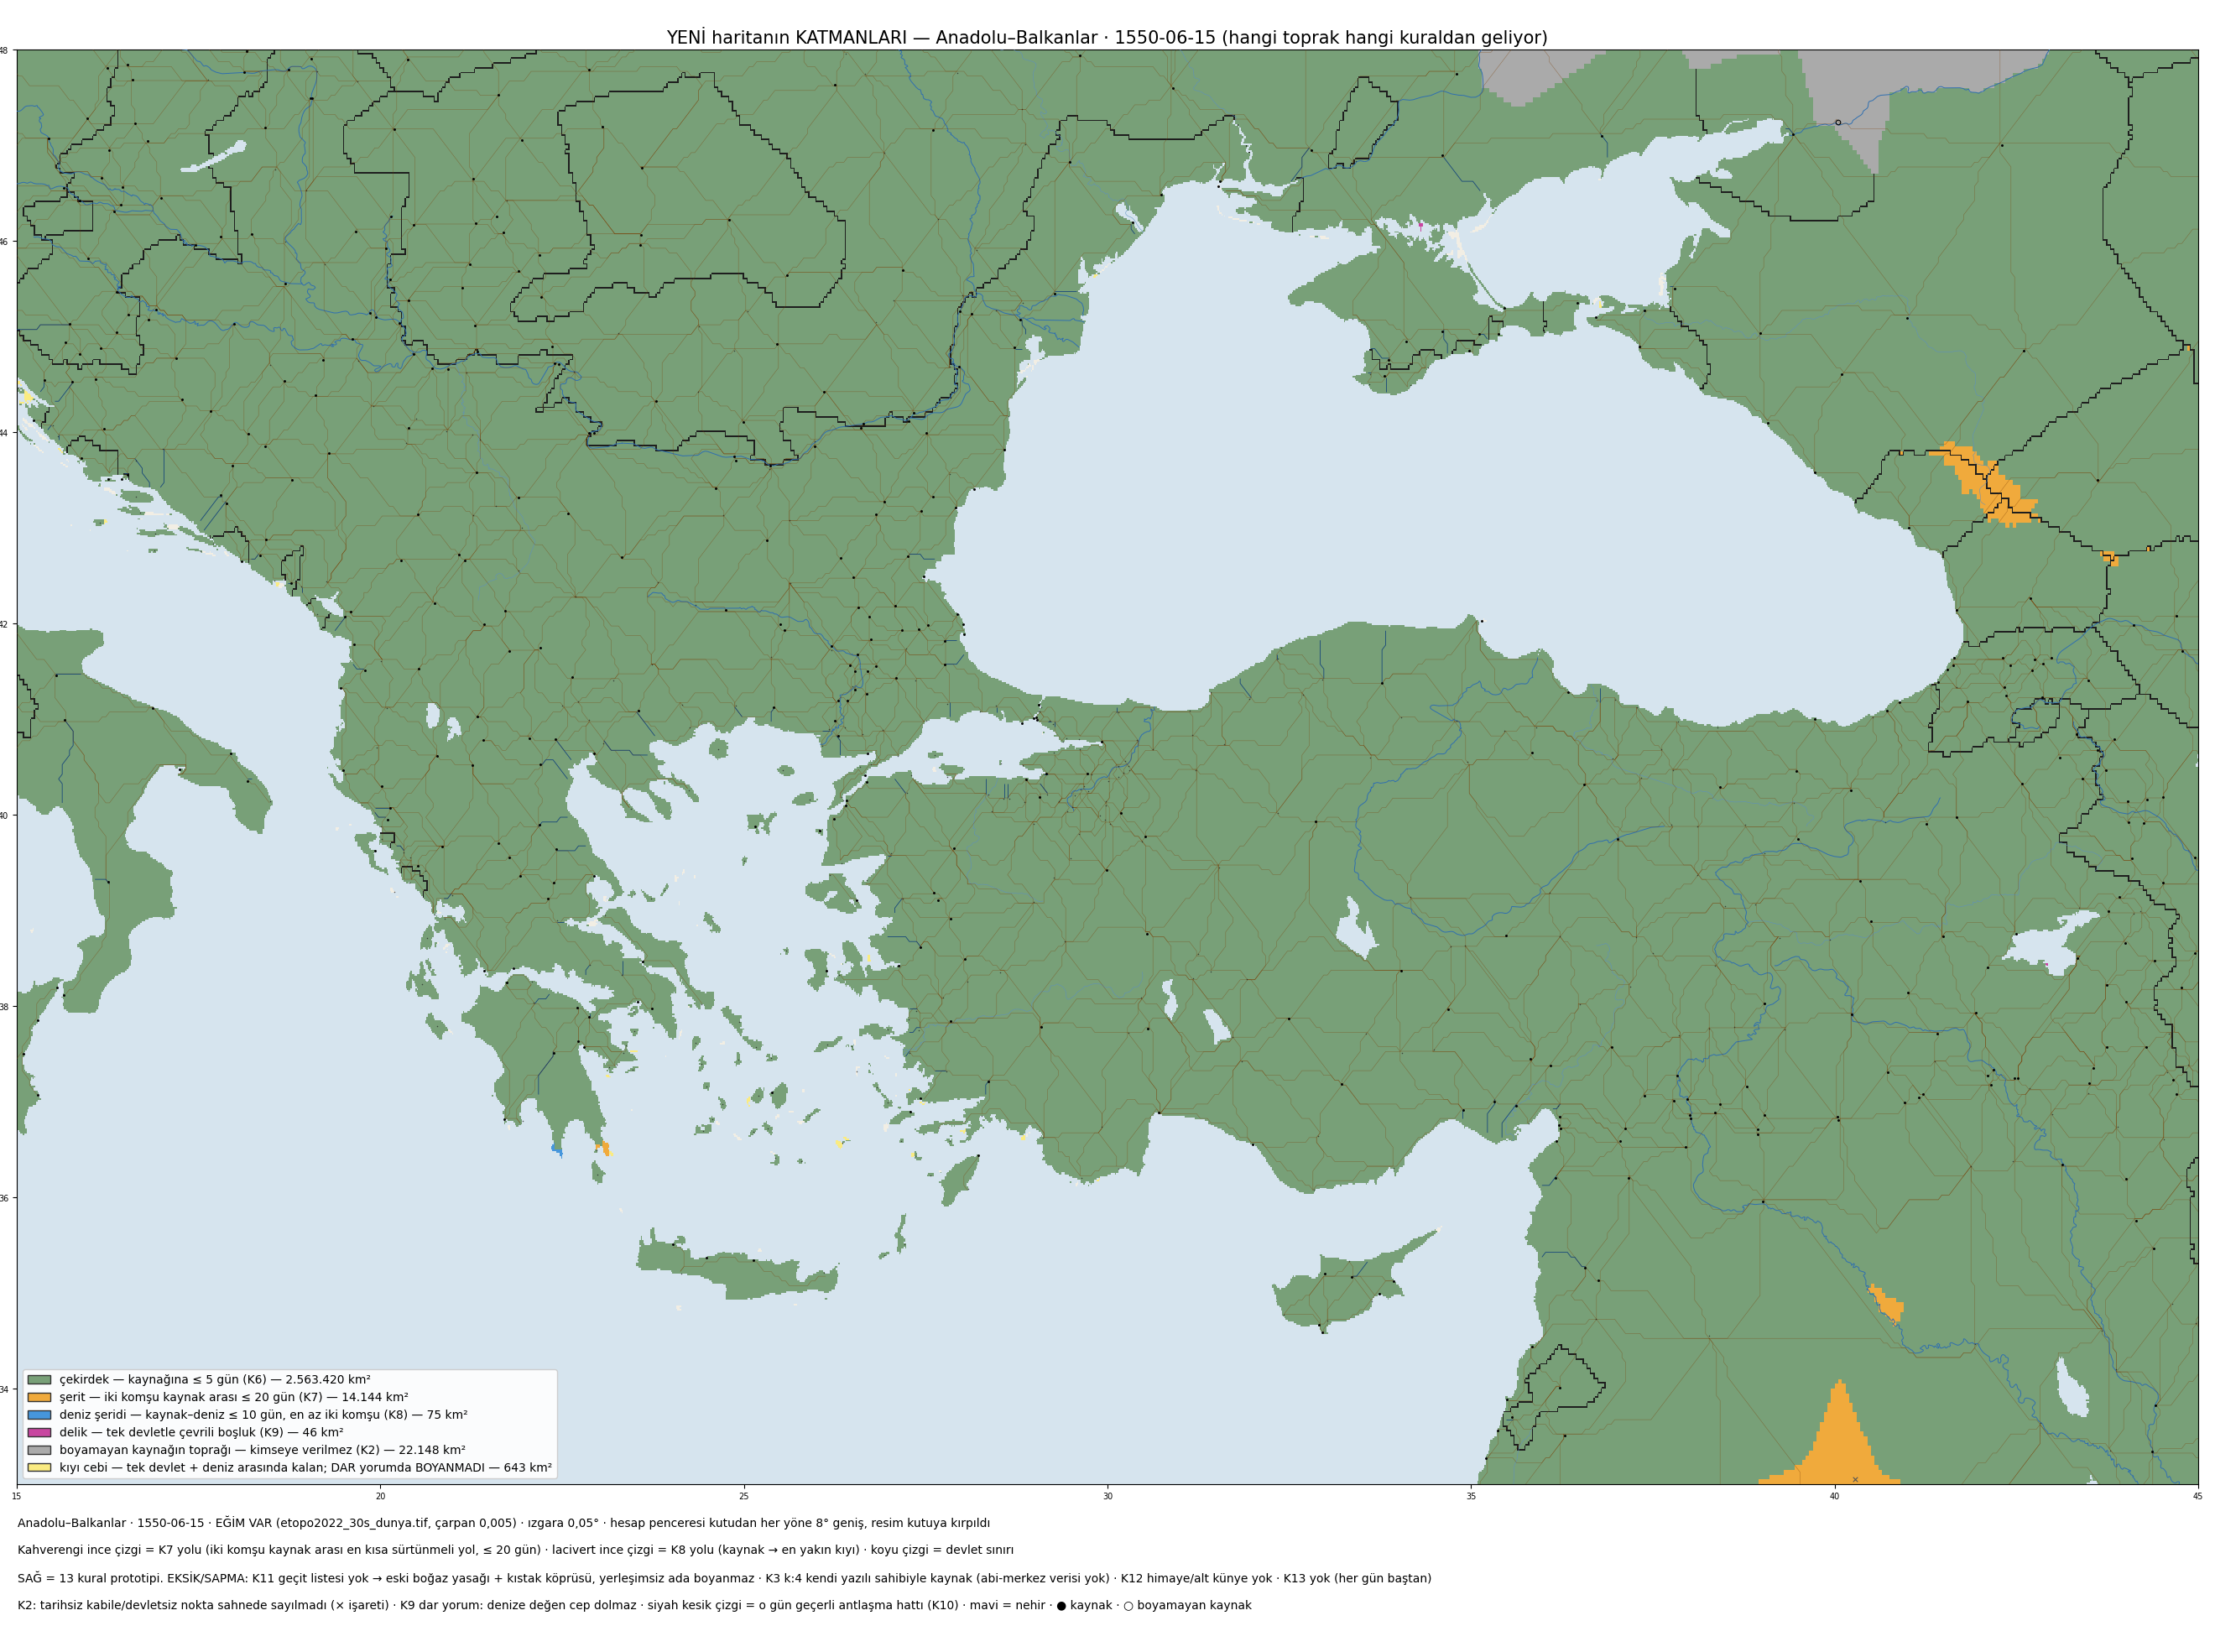 YENİ haritanın KATMANLARI — Anadolu–Balkanlar · 1550-06-15 (hangi toprak hangi kuraldan geliyor)
48
46
44
42
40
38
36
34
çekirdek — kaynağına ≤ 5 gün (K6) — 2.563.420 km²
şerit — iki komşu kaynak arası ≤ 20 gün (K7) — 14.144 km²
deniz şeridi — kaynak–deniz ≤ 10 gün, en az iki komşu (K8) — 75 km²
delik — tek devletle çevrili boşluk (K9) — 46 km²
boyamayan kaynağın toprağı — kimseye verilmez (K2) — 22.148 km²
kıyı cebi — tek devlet + deniz arasında kalan; DAR yorumda BOYANMADI — 643 km²
15 20 25 30 35 40 45
Anadolu–Balkanlar · 1550-06-15 · EĞİM VAR (etopo2022_30s_dunya.tif, çarpan 0,005) · ızgara 0,05° · hesap penceresi kutudan her yöne 8° geniş, resim kutuya kırpıldı
Kahverengi ince çizgi = K7 yolu (iki komşu kaynak arası en kısa sürtünmeli yol, ≤ 20 gün) · lacivert ince çizgi = K8 yolu (kaynak → en yakın kıyı) · koyu çizgi = devlet sınırı
SAĞ = 13 kural prototipi. EKSİK/SAPMA: K11 geçit listesi yok → eski boğaz yasağı + kıstak köprüsü, yerleşimsiz ada boyanmaz · K3 k:4 kendi yazılı sahibiyle kaynak (abi-merkez verisi yok) · K12 himaye/alt künye yok · K13 yok (her gün baştan)
K2: tarihsiz kabile/devletsiz nokta sahnede sayılmadı (× işareti) · K9 dar yorum: denize değen cep dolmaz · siyah kesik çizgi = o gün geçerli antlaşma hattı (K10) · mavi = nehir · ● kaynak · ○ boyamayan kaynak